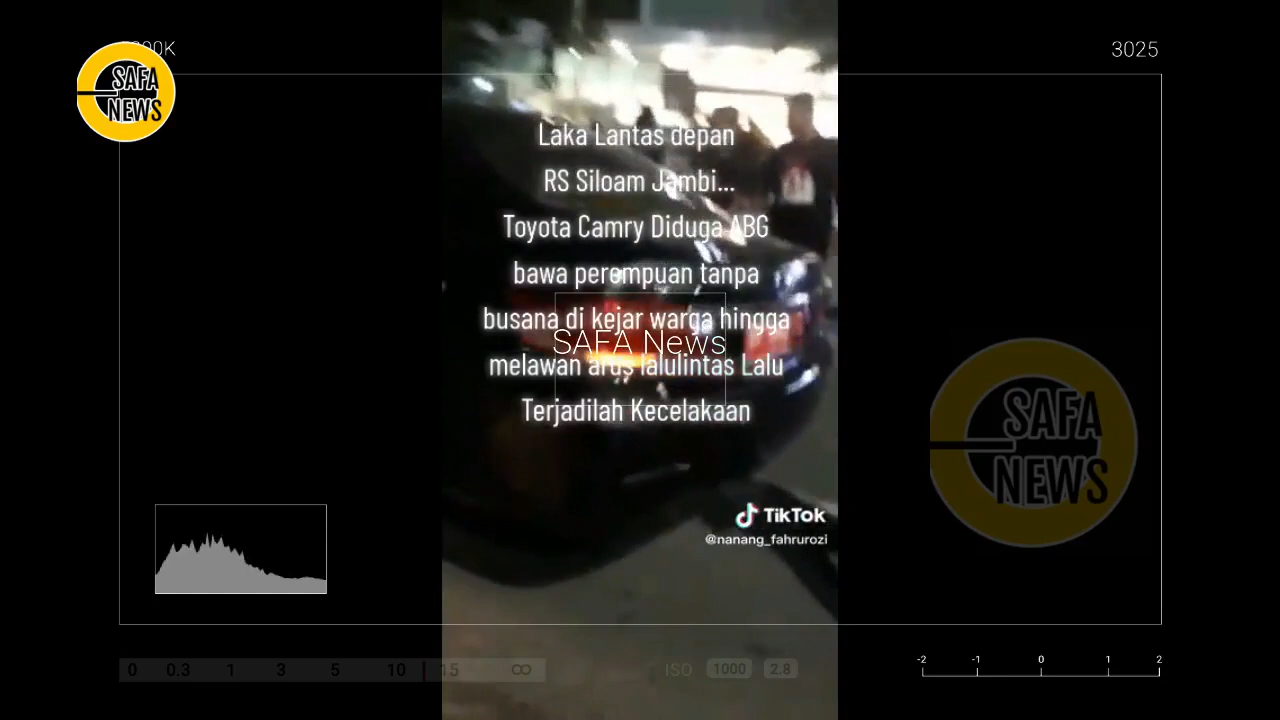 00K
3025
SAFA
NEWS
Laka Lantas depan
RS Siloam Jambi...
Toyota Camry Diduga ABG
bawa perempuan tanpa
busana di kejar warga hingga
SAFA News
melawan arus lalulintas Lalu
Terjadilah Kecelakaan
SAFA
NEWS
TikTok
@nanang_fahrurozi
0 0.3 1 3 5 10 15 ∞
ISO 1000 2.8
-2 -1 0 1 2